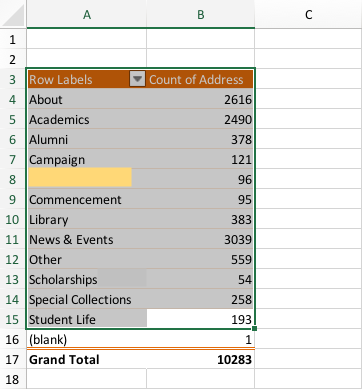 A B C
1
2
3 Row Labels Count of Address
4 About 2616
5 Academics 2490
6 Alumni 378
7 Campaign 121
8 96
9 Commencement 95
10 Library 383
11 News & Events 3039
12 Other 559
13 Scholarships 54
14 Special Collections 258
15 Student Life 193
16 (blank) 1
17 Grand Total 10283
18